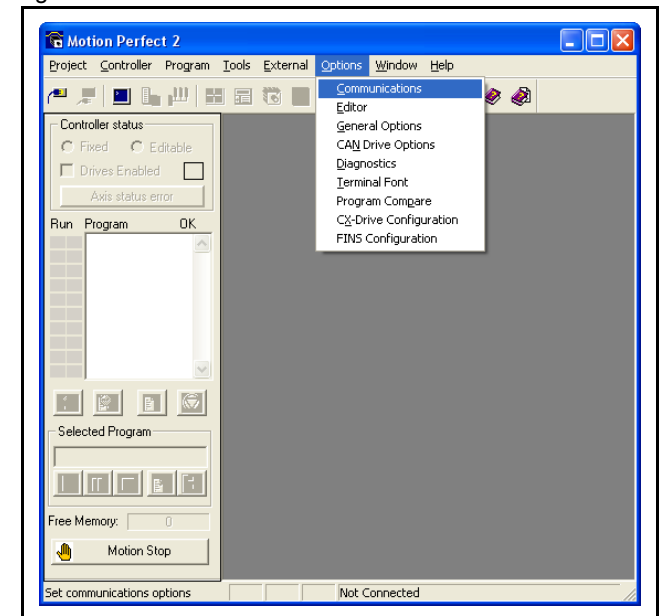 Motion Perfect 2
Project Controller Program Tools External Options Window Help
Communications
Editor
General Options
CAN Drive Options
Diagnostics
Terminal Font
Program Compare
CX-Drive Configuration
FINS Configuration
Controller status
Fixed Editable
Drives Enabled
Axis status error
Run Program OK
Selected Program
Free Memory: 0
Motion Stop
Set communications options Not Connected